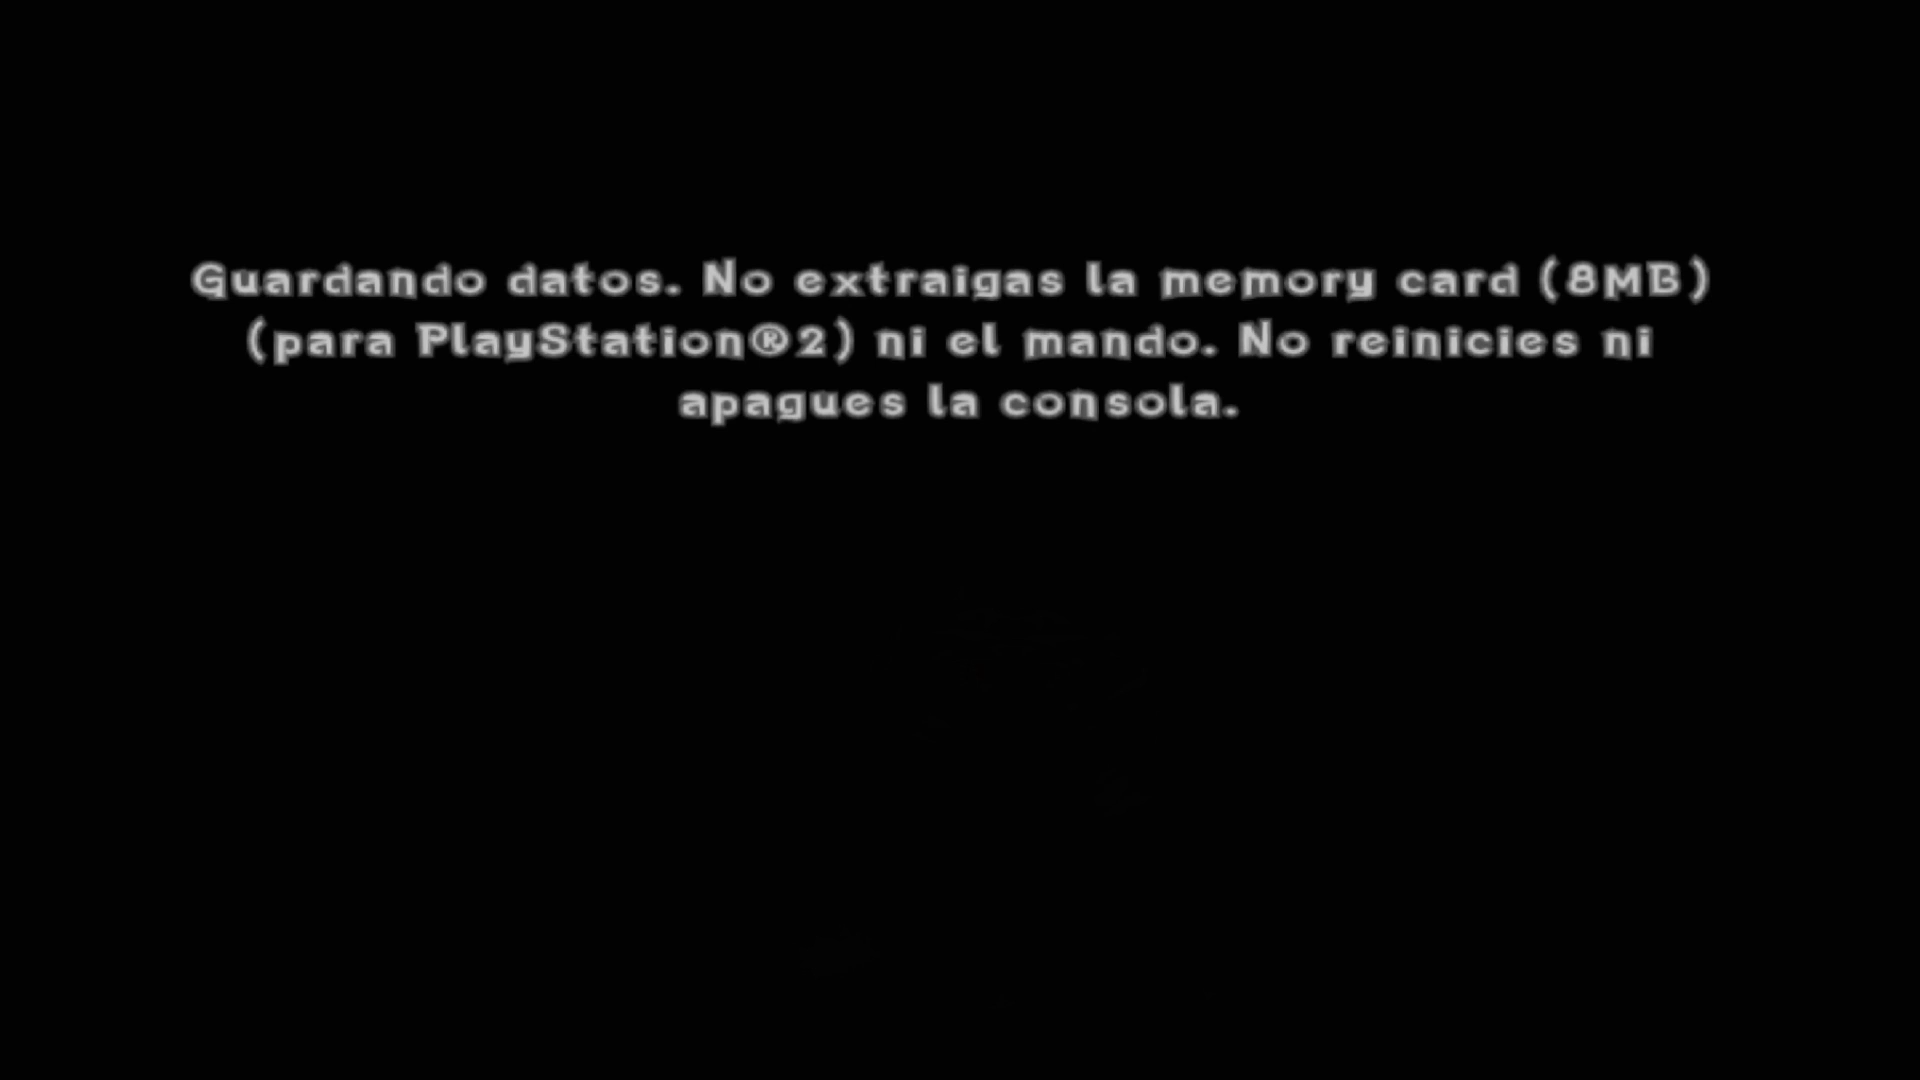 Guardando datos. No extraigas la memory card (8MB)
(para PlayStation®2) ni el mando. No reinicies ni
apagues la consola.